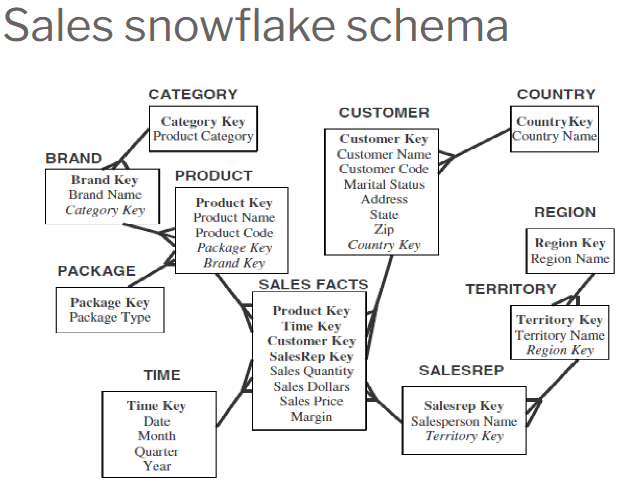 Sales snowflake schema
CATEGORY
Category Key
Product Category
BRAND
Brand Key
Brand Name
Category Key
PRODUCT
Product Key
Product Name
Product Code
Package Key
Brand Key
PACKAGE
Package Key
Package Type
TIME
Time Key
Date
Month
Quarter
Year
SALES FACTS
Product Key
Time Key
Customer Key
SalesRep Key
Sales Quantity
Sales Dollars
Sales Price
Margin
CUSTOMER
Customer Key
Customer Name
Customer Code
Marital Status
Address
State
Zip
Country Key
COUNTRY
CountryKey
Country Name
REGION
Region Key
Region Name
TERRITORY
Territory Key
Territory Name
Region Key
SALESREP
Salesrep Key
Salesperson Name
Territory Key